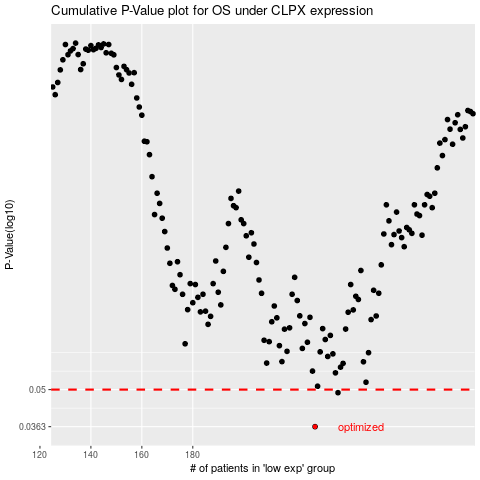 Cumulative P-Value plot for OS under CLPX expression
P-Value(log10)
0.05
0.0363
optimized
120 140 160 180
# of patients in 'low exp' group